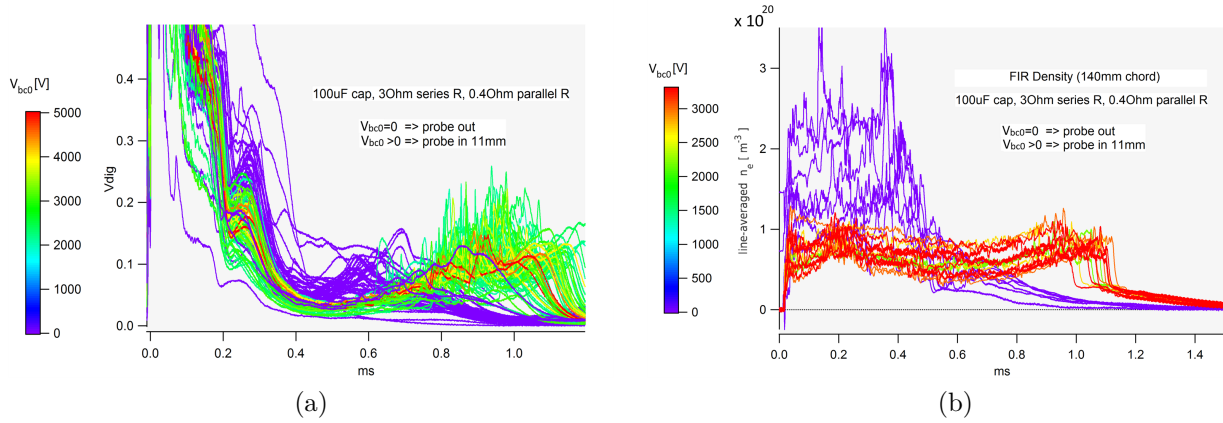 V_bc0 [V]
5000
4000
3000
2000
1000
0
Vdig
0.4
0.3
0.2
0.1
0.0
100uF cap, 3Ohm series R, 0.4Ohm parallel R
V_bc0=0 => probe out
V_bc0 >0 => probe in 11mm
0.0 0.2 0.4 0.6 0.8 1.0
ms
(a)
V_bc0 [V]
3000
2500
2000
1500
1000
500
0
x 10^20
line-averaged n_e [ m^-3 ]
3
2
1
0
FIR Density (140mm chord)
100uF cap, 3Ohm series R, 0.4Ohm parallel R
V_bc0=0 => probe out
V_bc0 >0 => probe in 11mm
0.0 0.2 0.4 0.6 0.8 1.0 1.2 1.4
ms
(b)